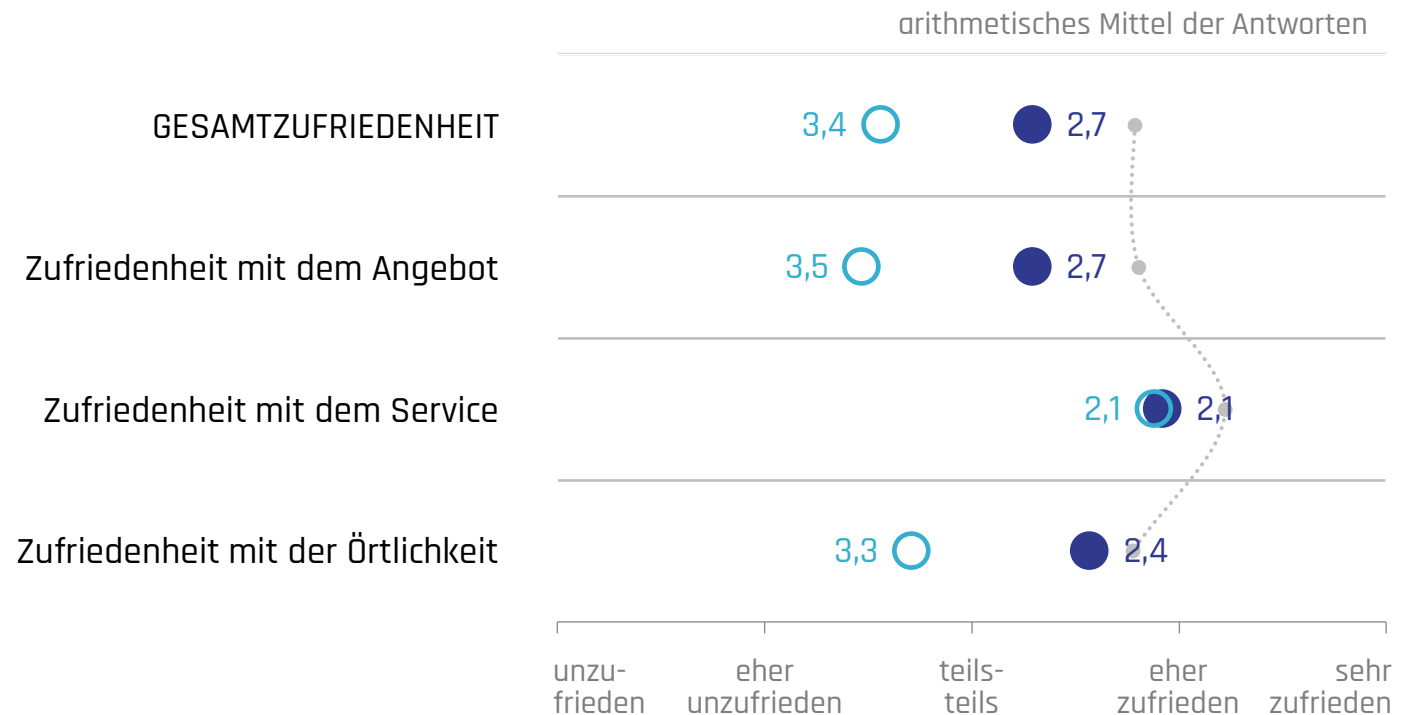 arithmetisches Mittel der Antworten
GESAMTZUFRIEDENHEIT
3,4
2,7
Zufriedenheit mit dem Angebot
3,5
2,7
Zufriedenheit mit dem Service
2,1
2,1
Zufriedenheit mit der Örtlichkeit
3,3
2,4
unzu-
frieden
eher
unzufrieden
teils-
teils
eher
zufrieden
sehr
zufrieden